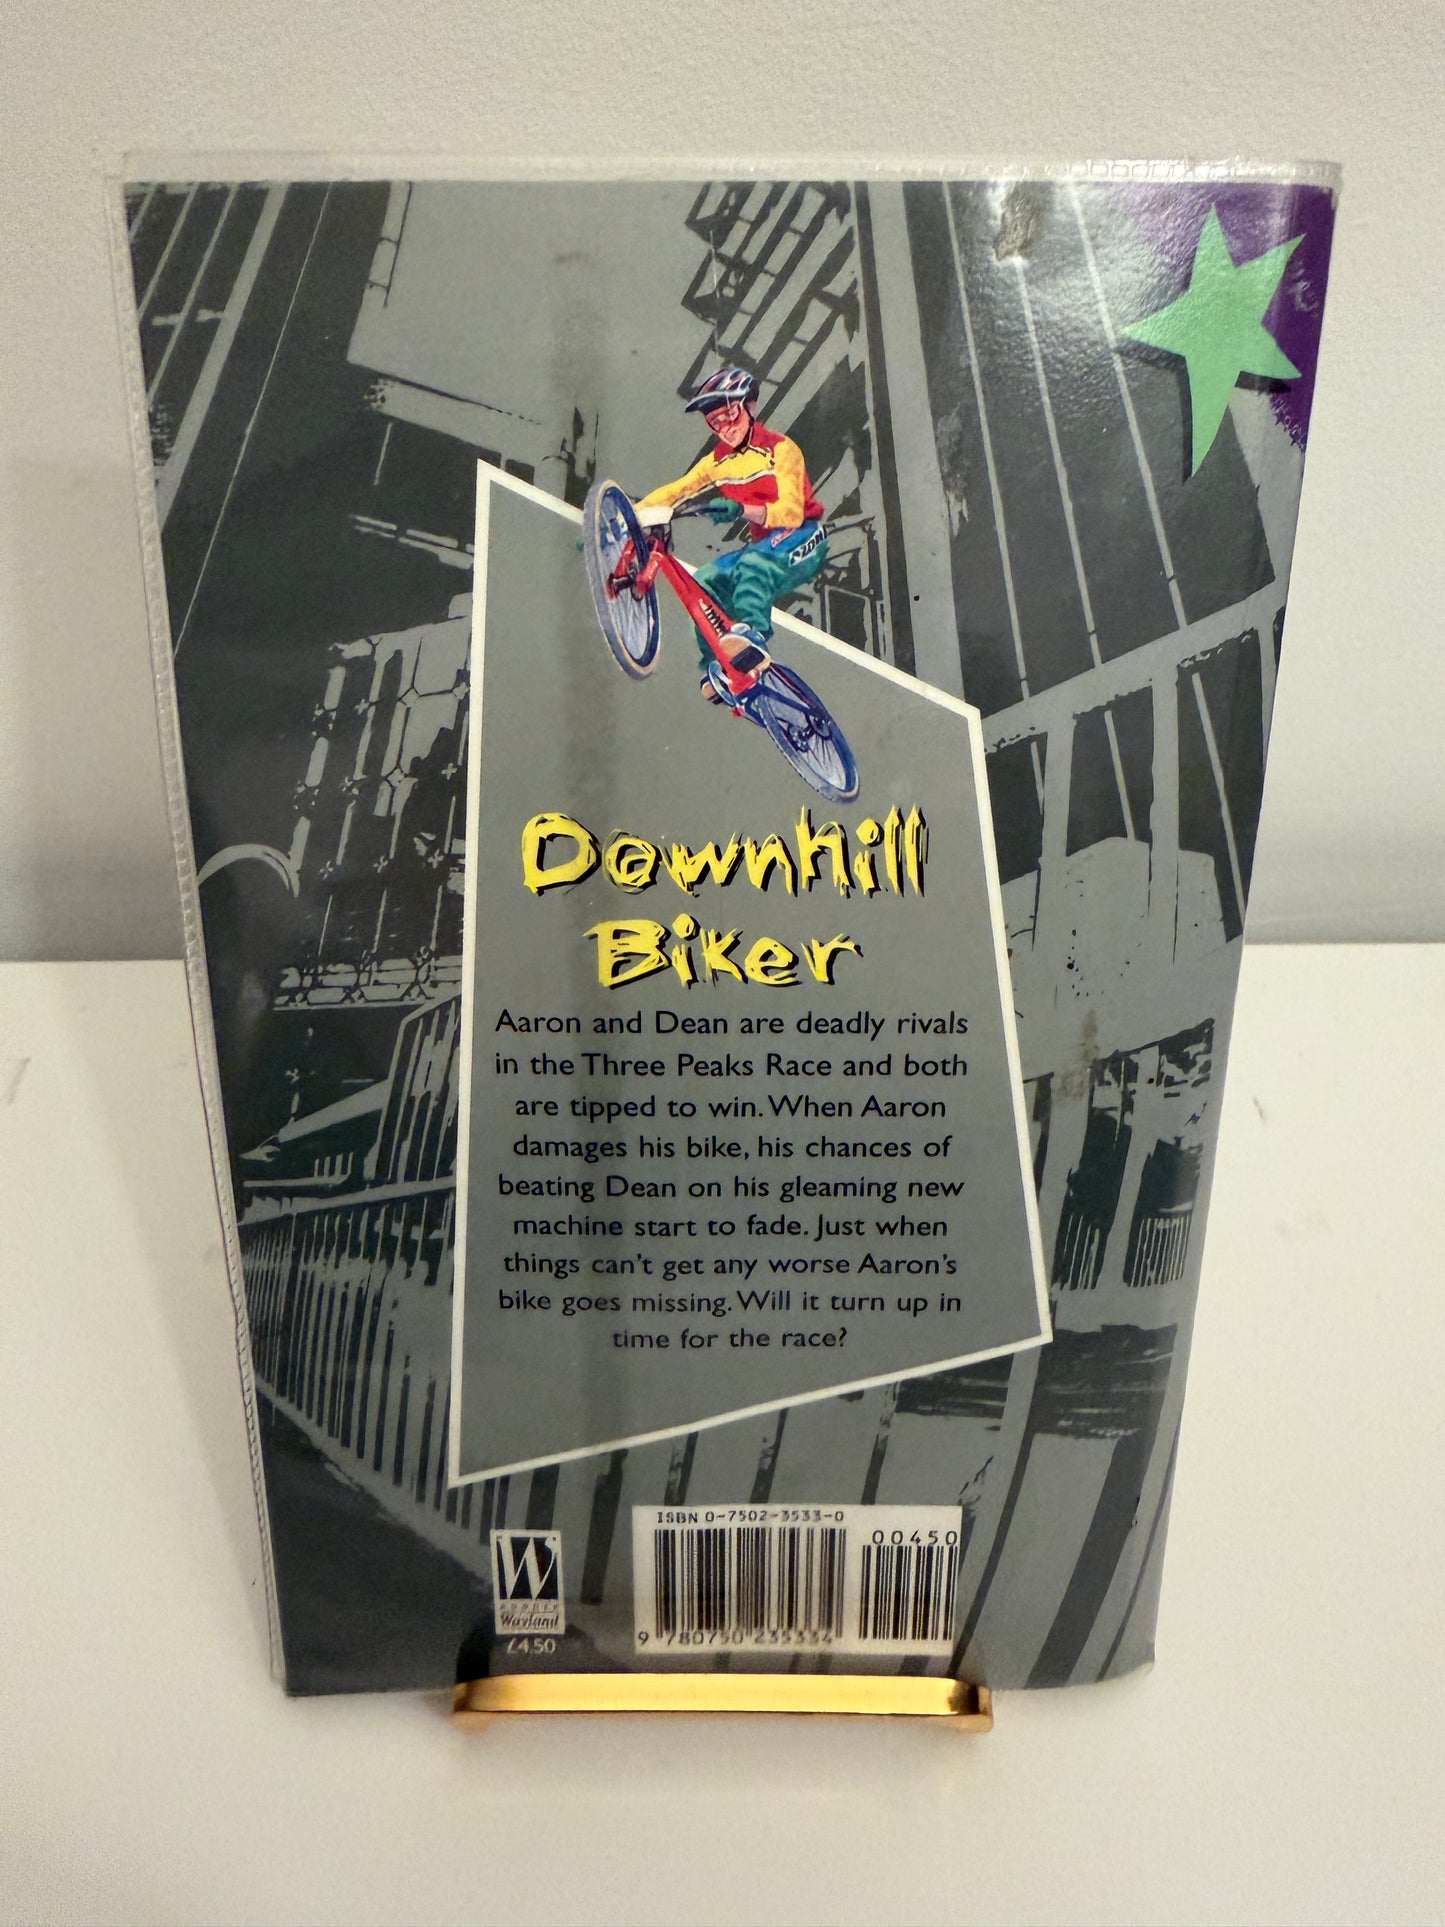 Downhill
Biker
Aaron and Dean are deadly rivals
in the Three Peaks Race and both
are tipped to win. When Aaron
damages his bike, his chances of
beating Dean on his gleaming new
machine start to fade. Just when
things can't get any worse Aaron's
bike goes missing. Will it turn up in
time for the race?
ISBN 0-7502-3533-0
00450
9 780750 235334
W
Wayland
£4.50